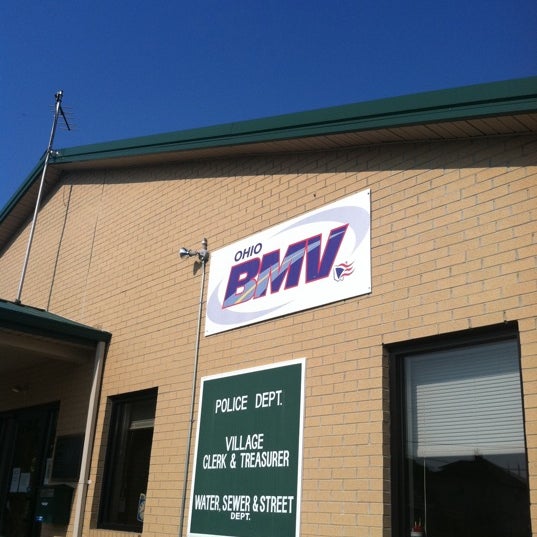 OHIO
BMV
POLICE DEPT.
VILLAGE
CLERK & TREASURER
WATER, SEWER & STREET
DEPT.